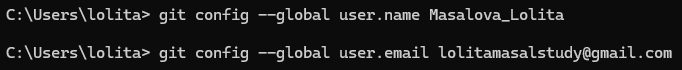 C:\Users\lolita> git config --global user.name Masalova_Lolita
C:\Users\lolita> git config --global user.email lolitamasalstudy@gmail.com